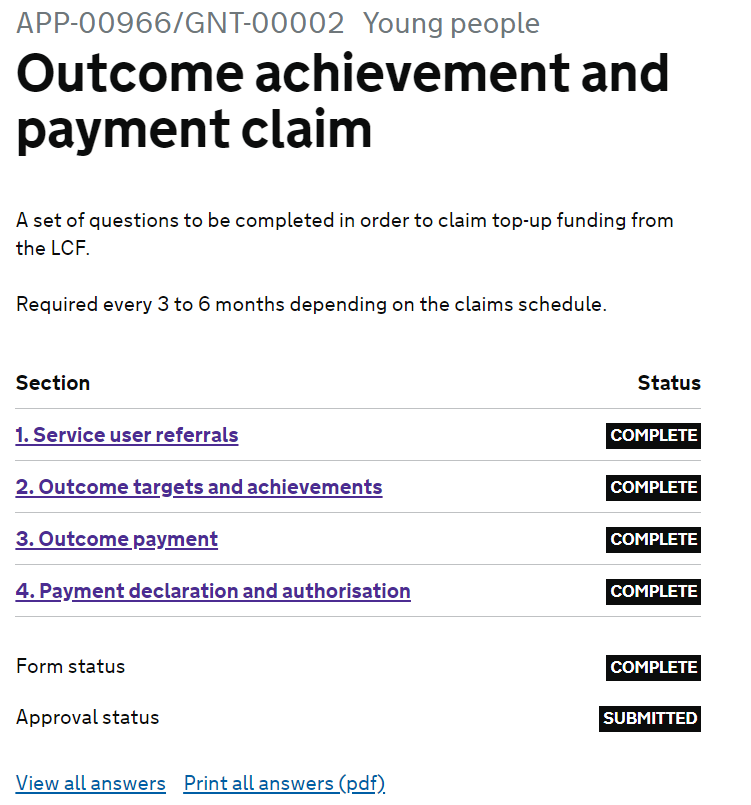 APP-00966/GNT-00002 Young people
Outcome achievement and
payment claim
A set of questions to be completed in order to claim top-up funding from
the LCF.
Required every 3 to 6 months depending on the claims schedule.
Section Status
1. Service user referrals COMPLETE
2. Outcome targets and achievements COMPLETE
3. Outcome payment COMPLETE
4. Payment declaration and authorisation COMPLETE
Form status COMPLETE
Approval status SUBMITTED
View all answers Print all answers (pdf)